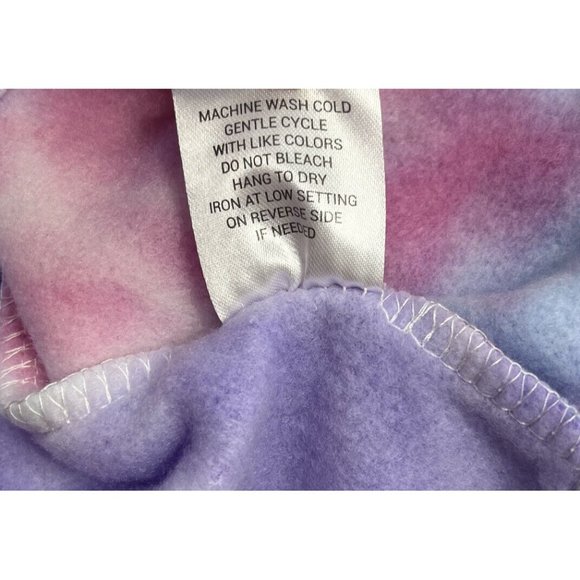 MACHINE WASH COLD
GENTLE CYCLE
WITH LIKE COLORS
DO NOT BLEACH
HANG TO DRY
IRON AT LOW SETTING
ON REVERSE SIDE
IF NEEDED